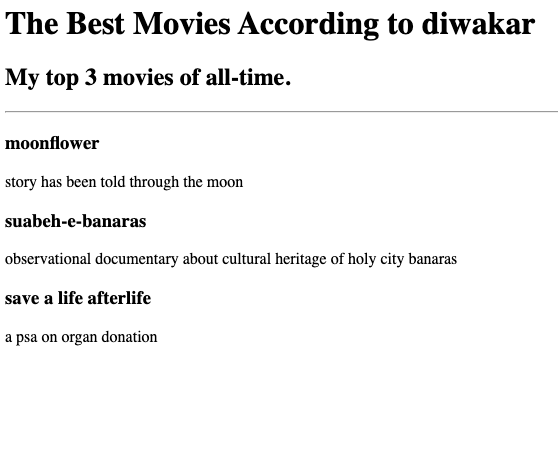 The Best Movies According to diwakar
My top 3 movies of all-time.
moonflower
story has been told through the moon
suabeh-e-banaras
observational documentary about cultural heritage of holy city banaras
save a life afterlife
a psa on organ donation